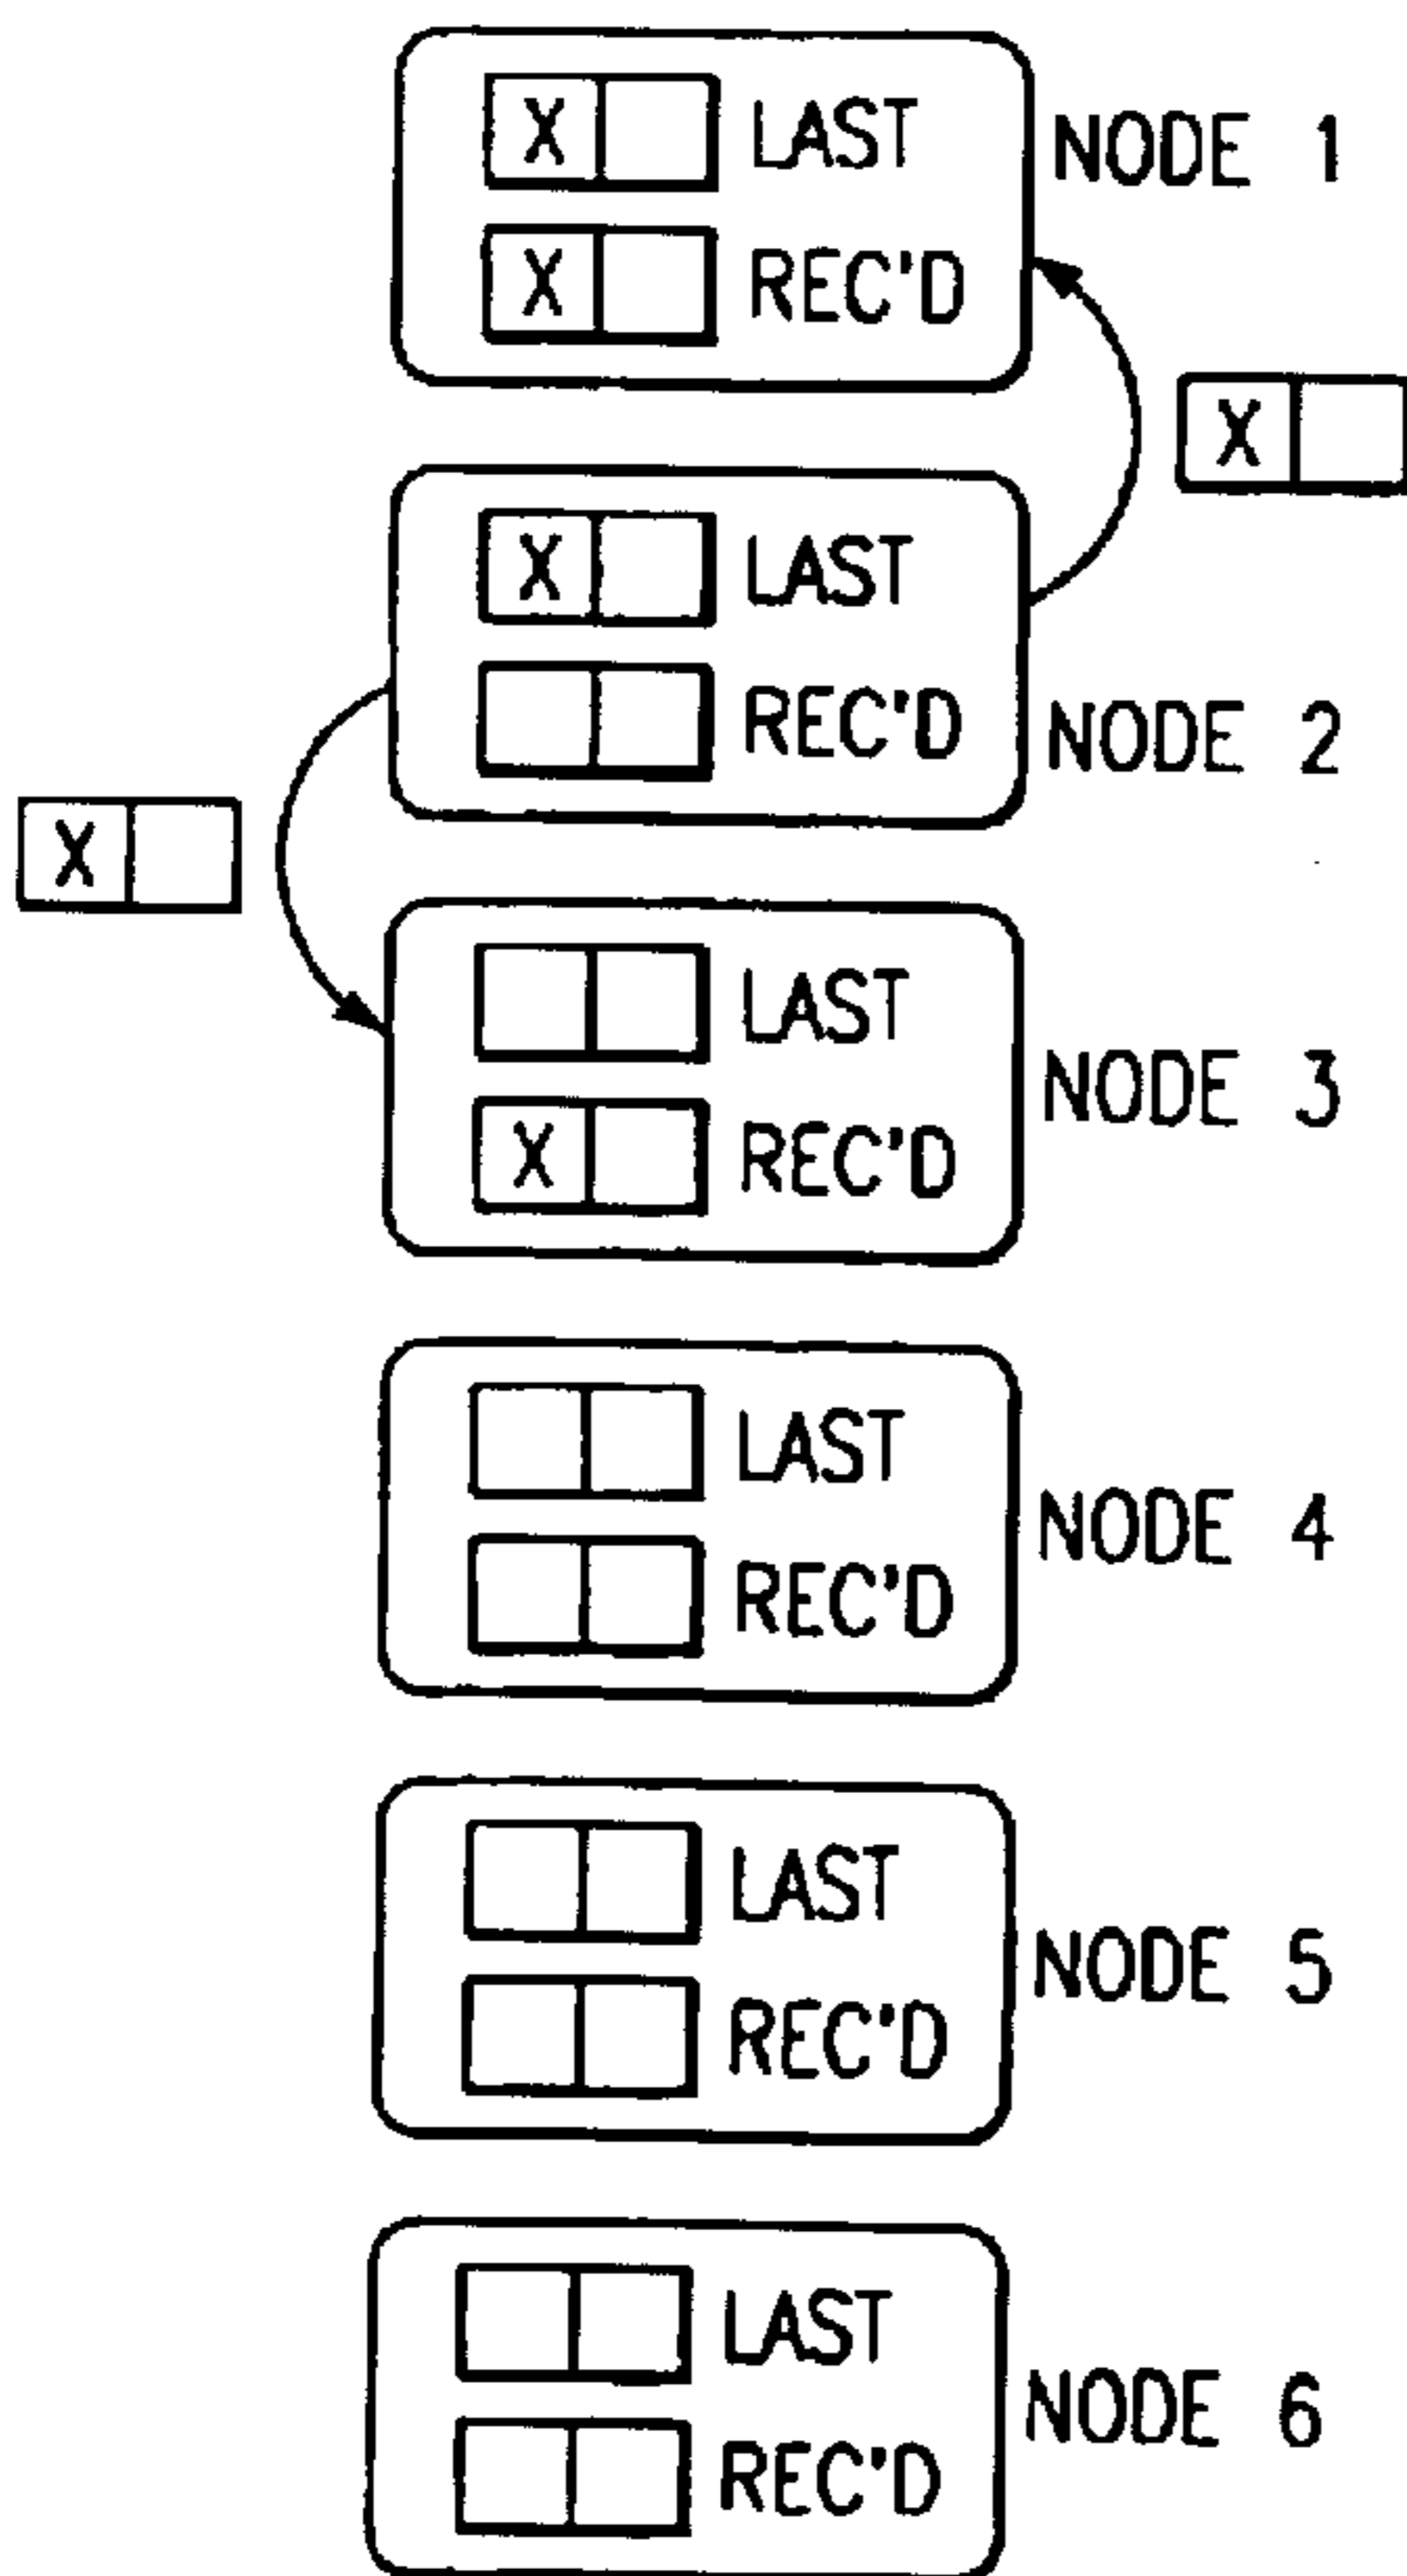 X LAST
NODE 1
X REC'D
X
X LAST
REC'D
NODE 2
X
LAST
NODE 3
X REC'D
LAST
NODE 4
REC'D
LAST
NODE 5
REC'D
LAST
NODE 6
REC'D